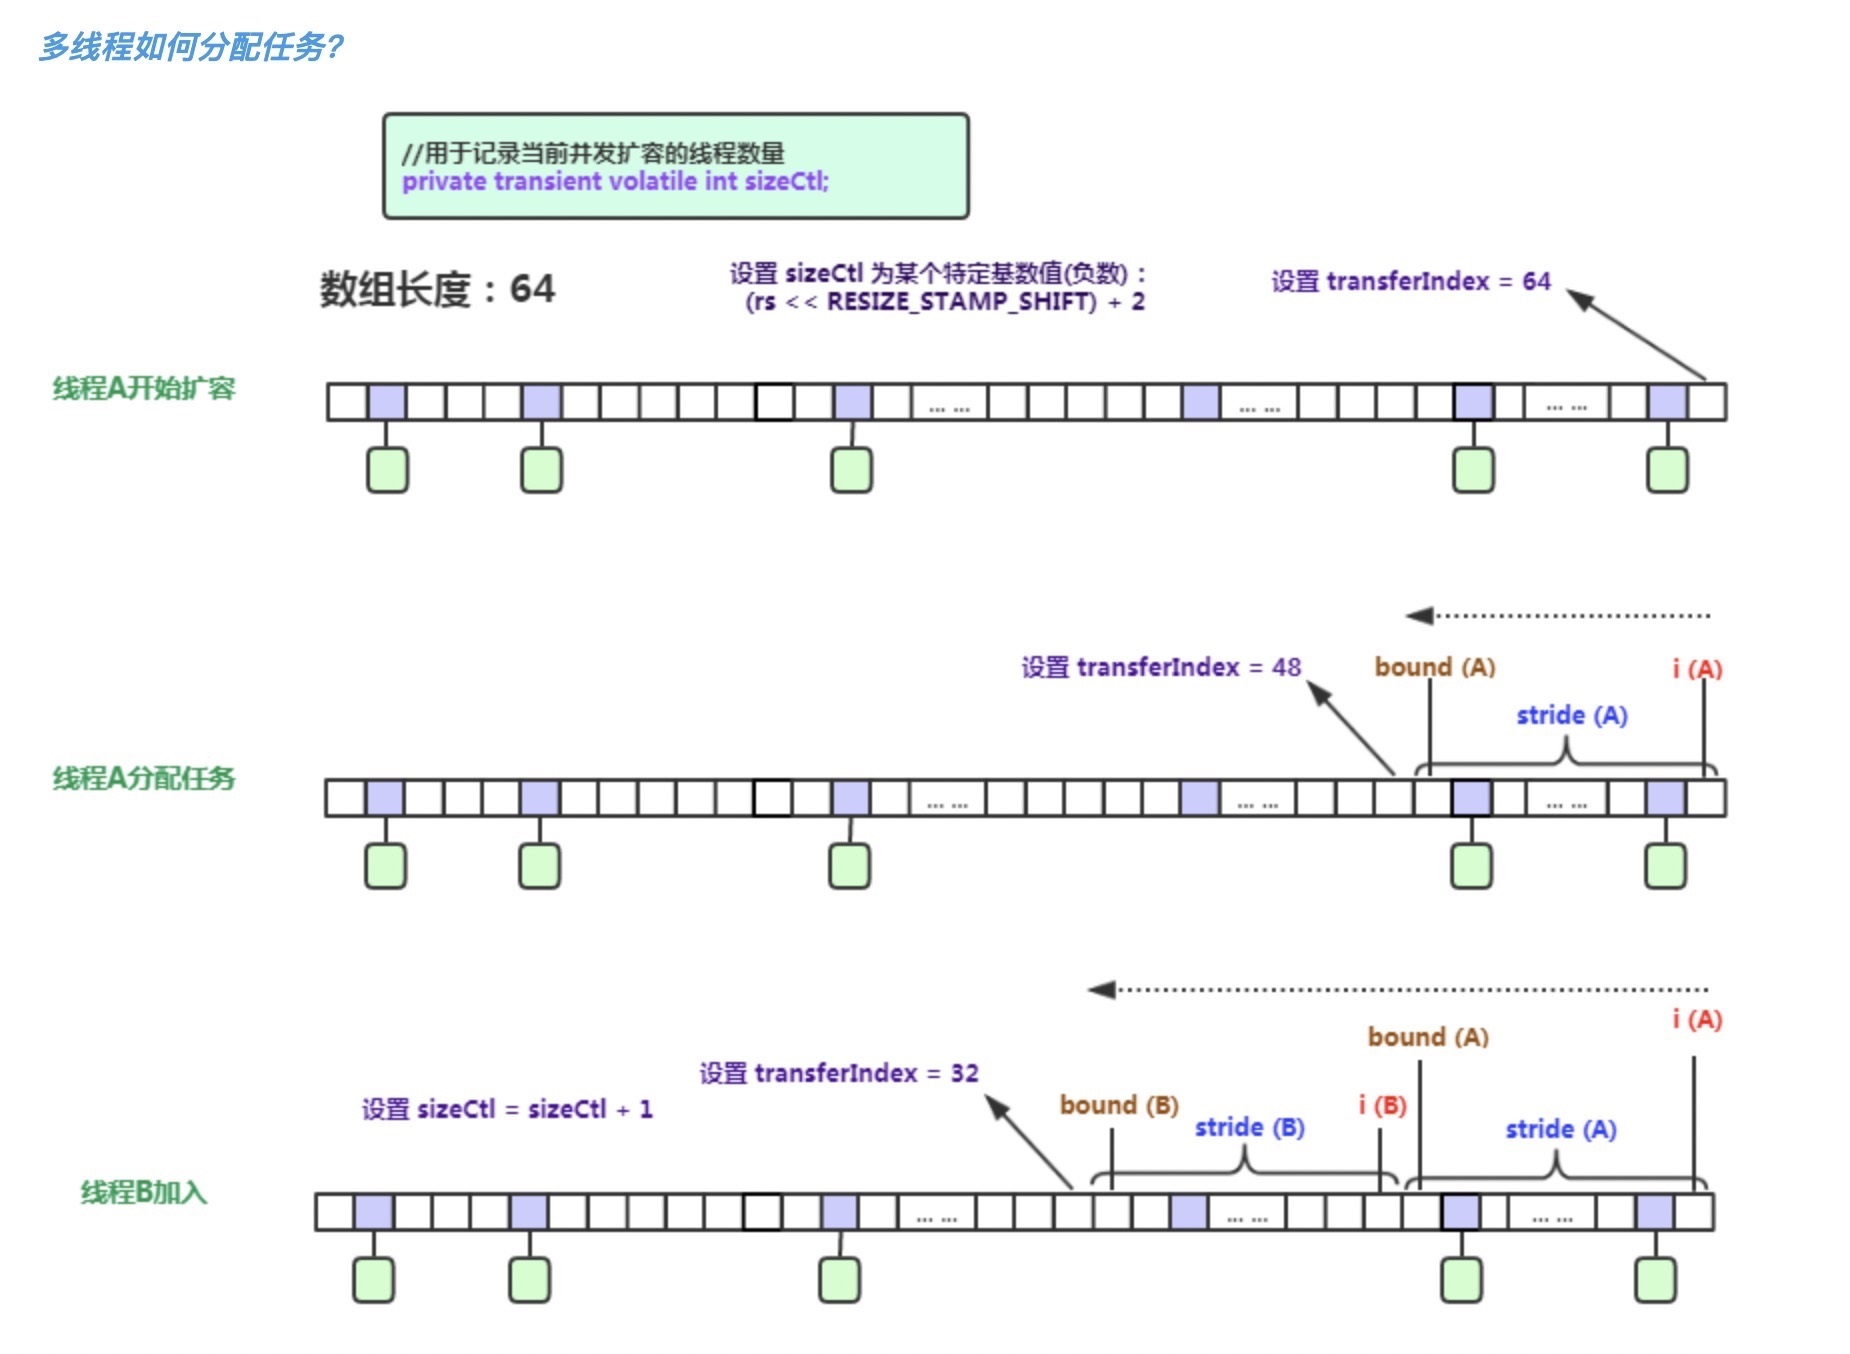 多线程如何分配任务?
//用于记录当前并发扩容的线程数量
private transient volatile int sizeCtl;
数组长度：64
设置 sizeCtl 为某个特定基数值(负数)：
(rs << RESIZE_STAMP_SHIFT) + 2
设置 transferIndex = 64
线程A开始扩容
... ...
... ...
... ...
设置 transferIndex = 48
bound (A)
i (A)
stride (A)
线程A分配任务
... ...
... ...
... ...
i (A)
bound (A)
设置 transferIndex = 32
设置 sizeCtl = sizeCtl + 1
bound (B)
i (B)
stride (B)
stride (A)
线程B加入
... ...
... ...
... ...